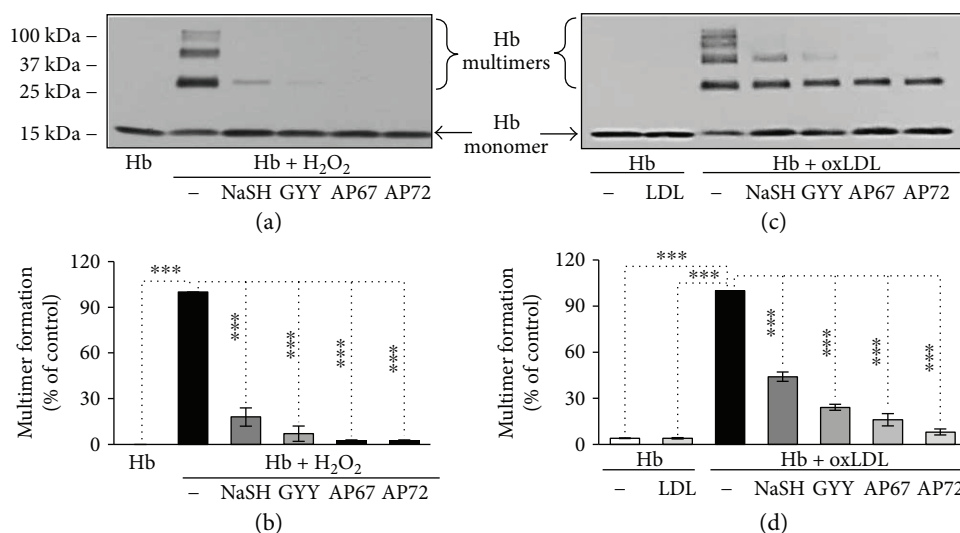 100 kDa –
37 kDa –
25 kDa –
15 kDa –
Hb
multimers
Hb
monomer
Hb
Hb + H₂O₂
– NaSH GYY AP67 AP72
(a)
Hb
Hb + oxLDL
– LDL – NaSH GYY AP67 AP72
(c)
Multimer formation
(% of control)
120
90
60
30
0
***
***
***
***
***
Hb
Hb + H₂O₂
– NaSH GYY AP67 AP72
(b)
Multimer formation
(% of control)
120
90
60
30
0
***
***
***
***
***
***
Hb
Hb + oxLDL
– LDL – NaSH GYY AP67 AP72
(d)